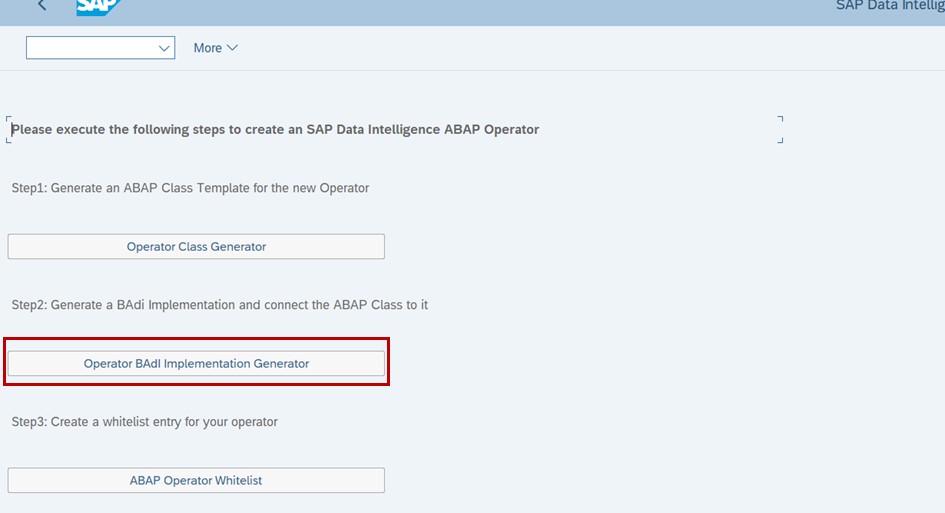 SAP
SAP Data Intellig
More
Please execute the following steps to create an SAP Data Intelligence ABAP Operator
Step1: Generate an ABAP Class Template for the new Operator
Operator Class Generator
Step2: Generate a BAdi Implementation and connect the ABAP Class to it
Operator BAdI Implementation Generator
Step3: Create a whitelist entry for your operator
ABAP Operator Whitelist